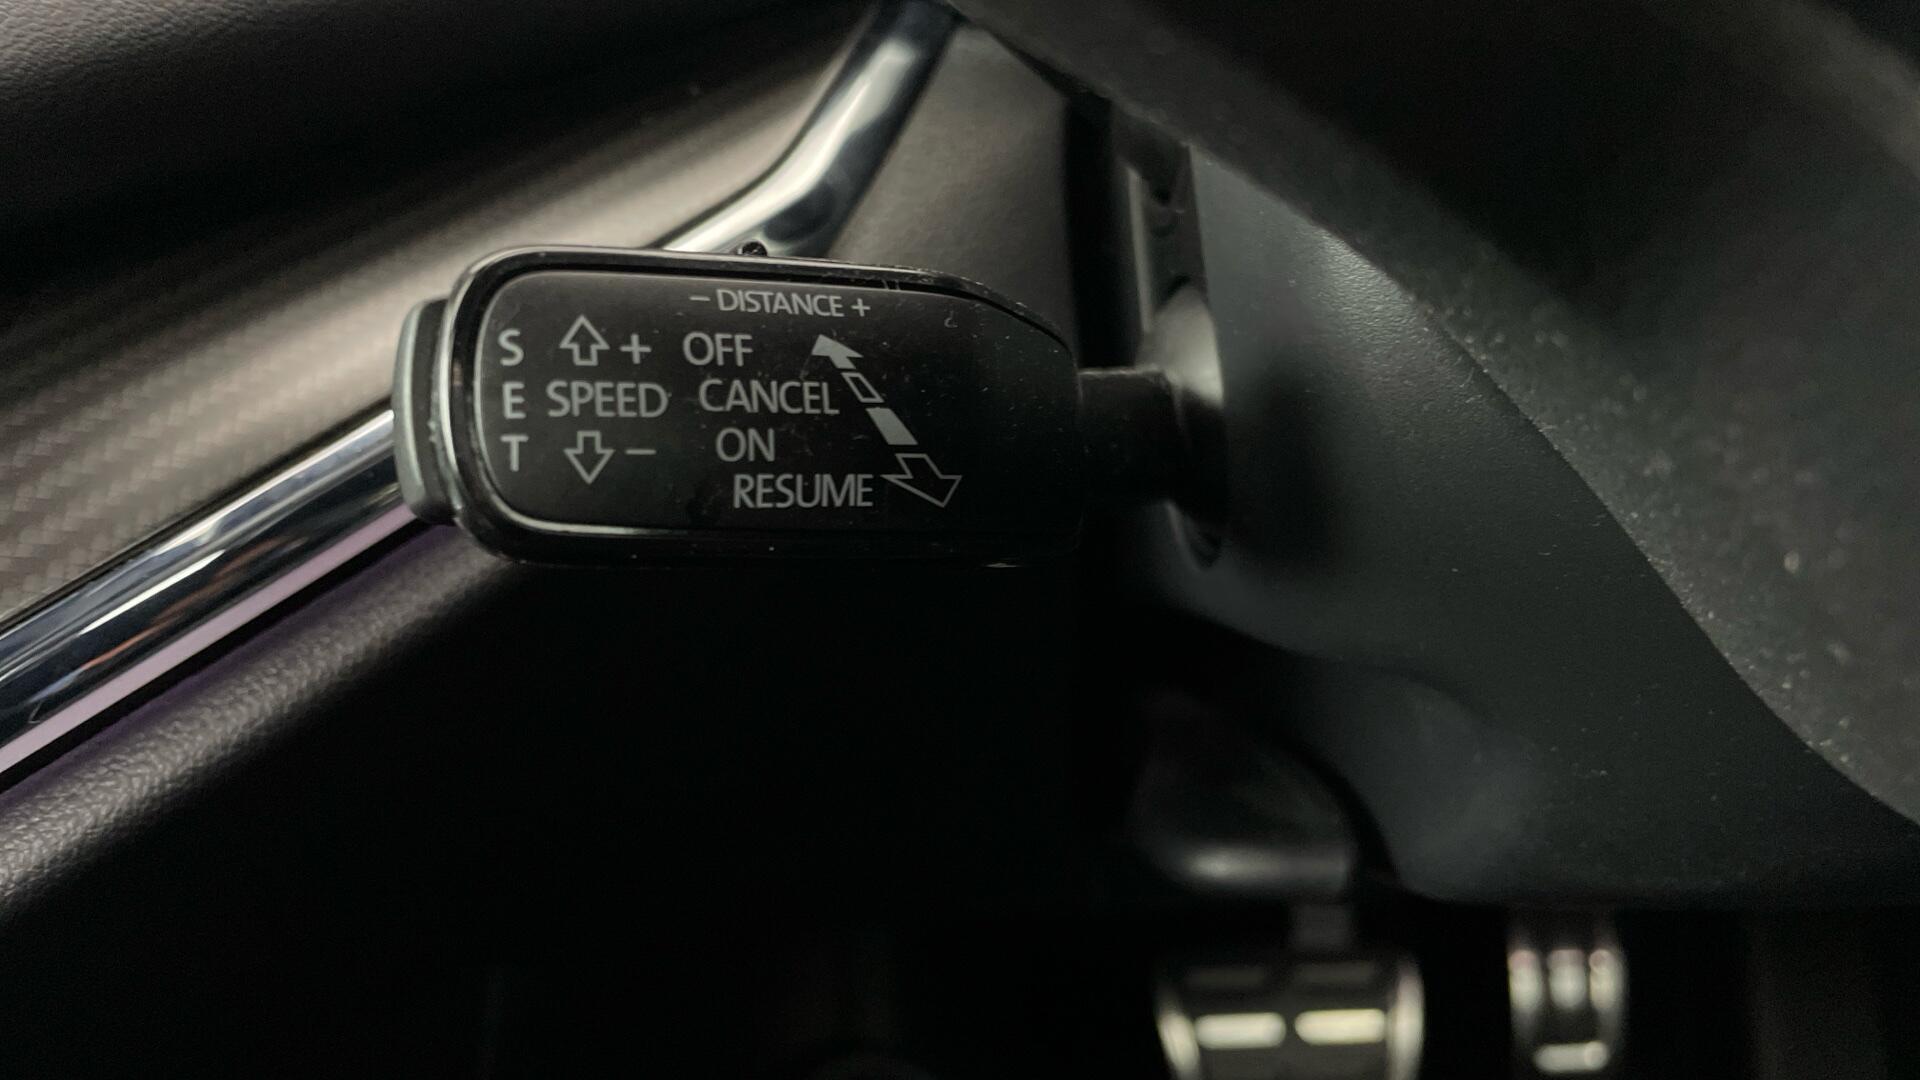 − DISTANCE +
S + OFF
E SPEED CANCEL
T − ON
RESUME